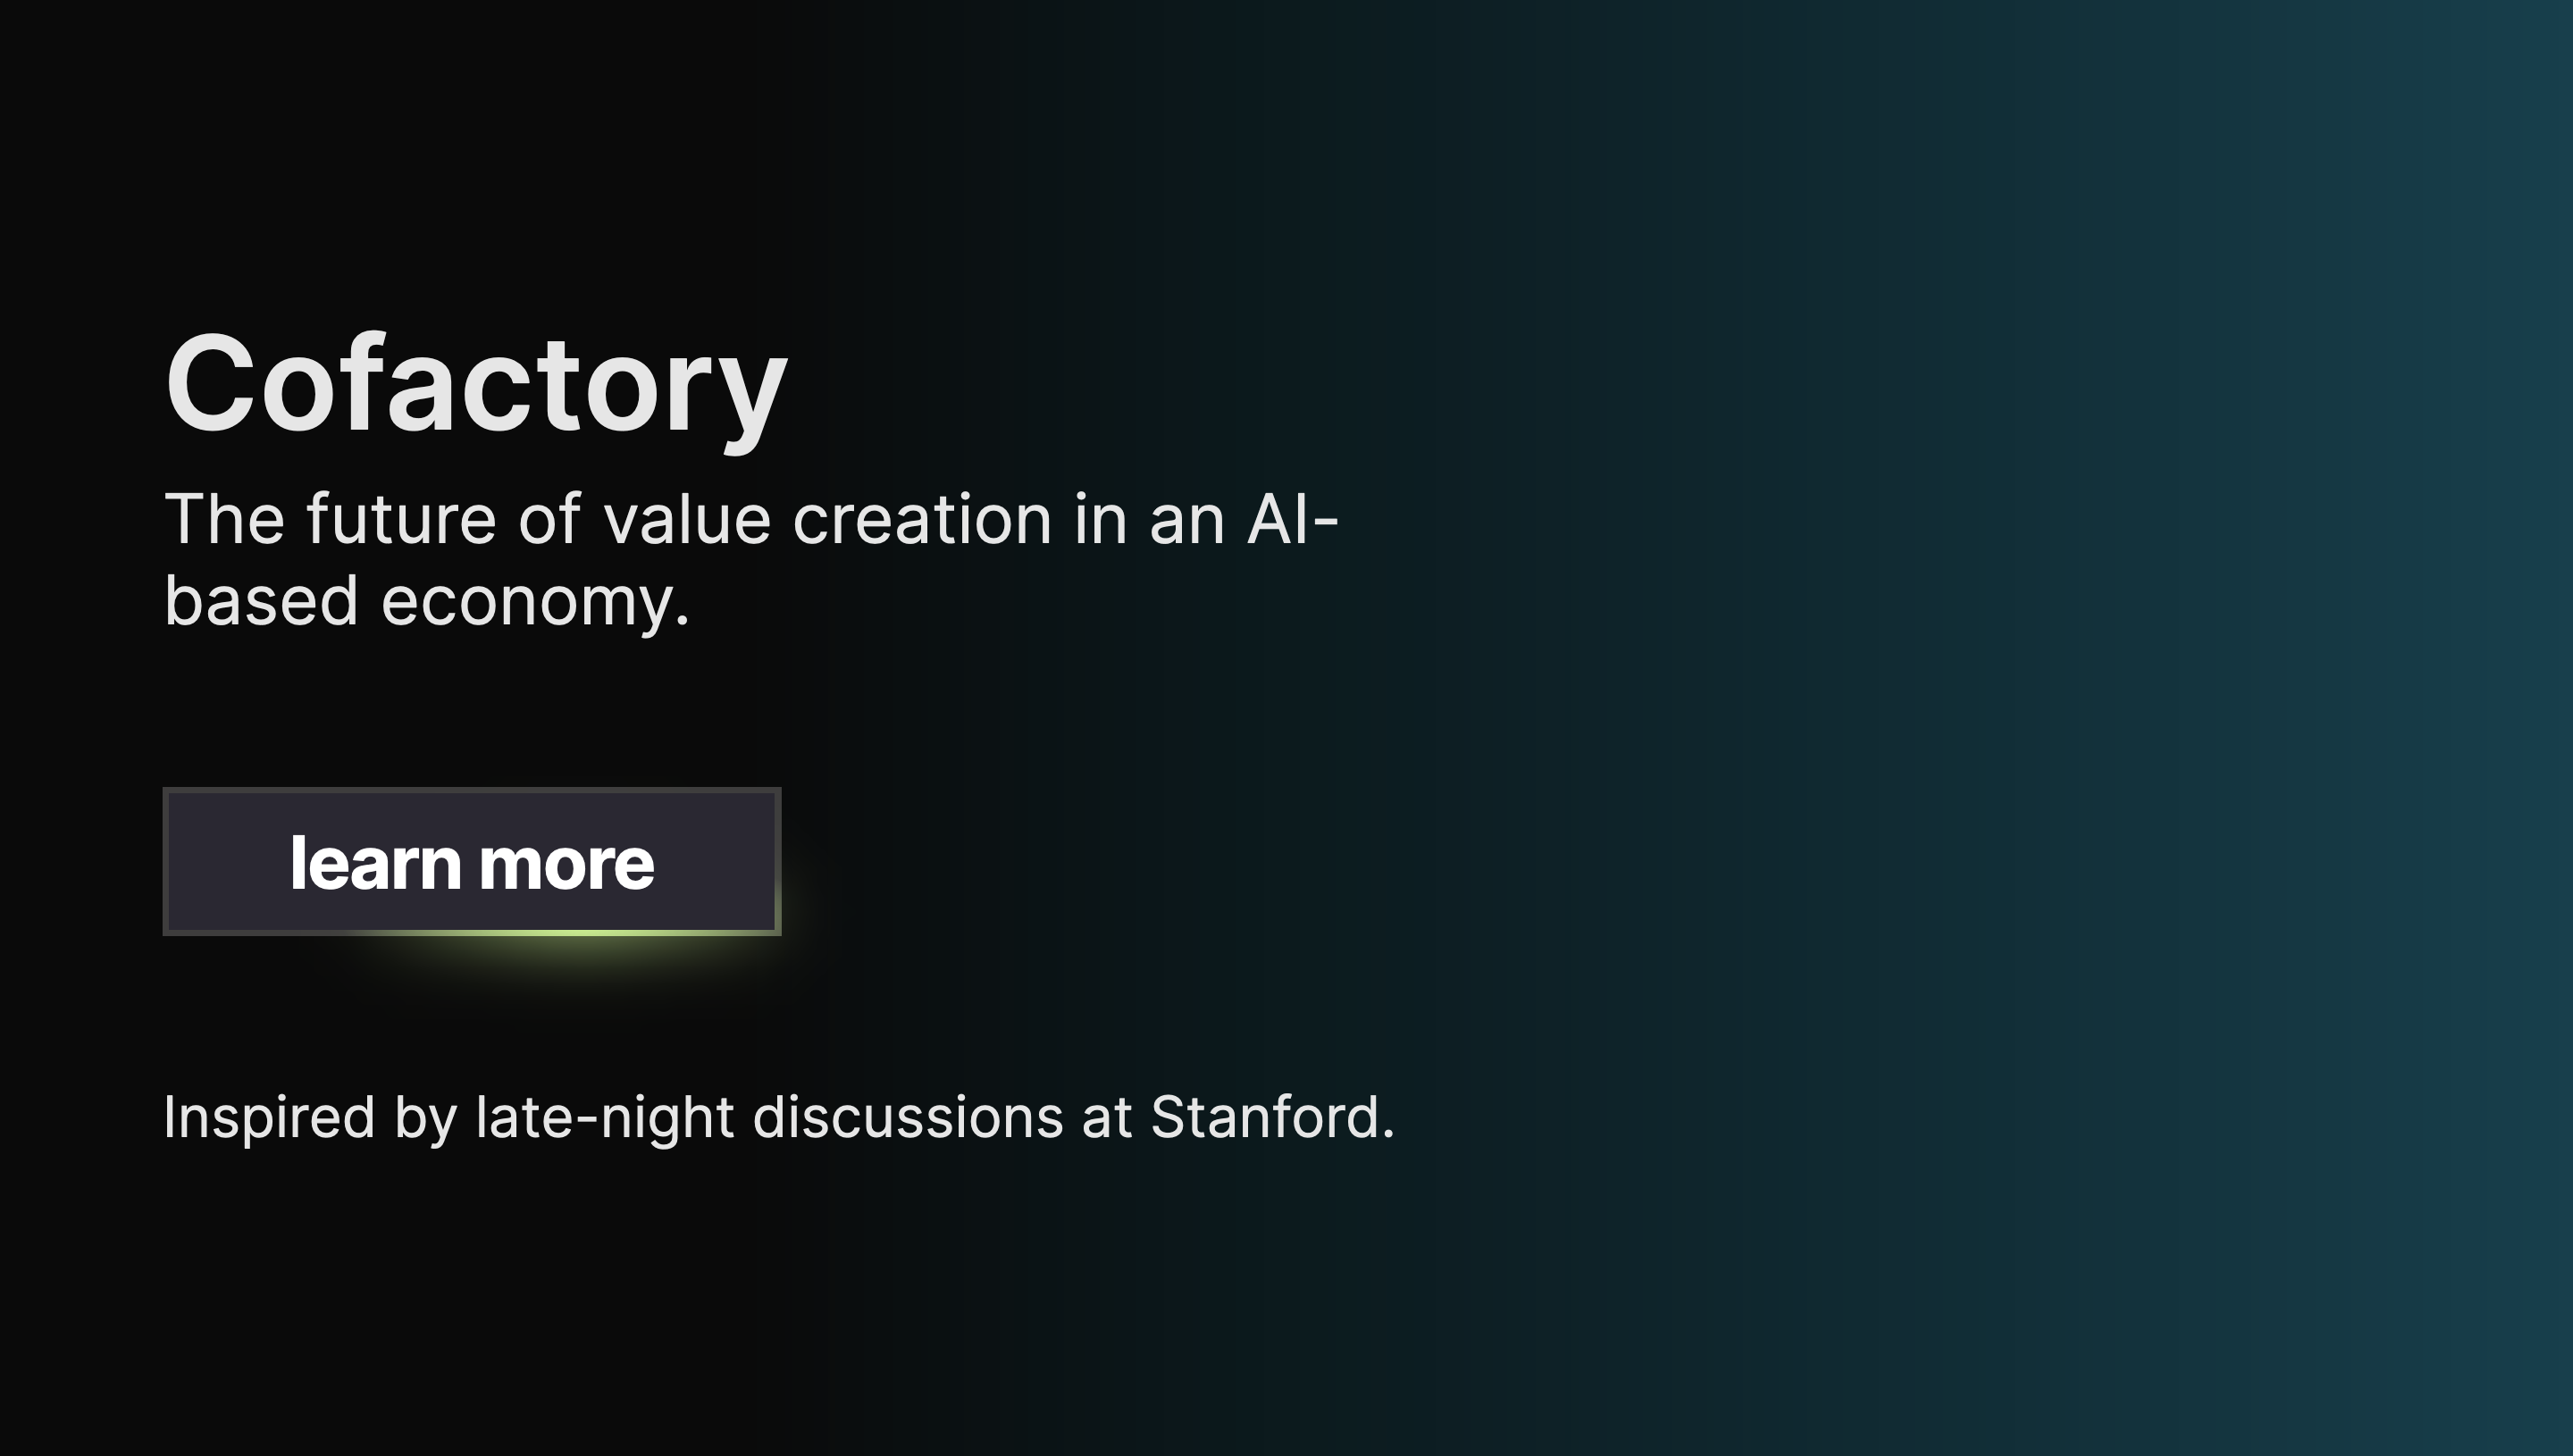 Cofactory
The future of value creation in an AI-
based economy.
learn more
Inspired by late-night discussions at Stanford.